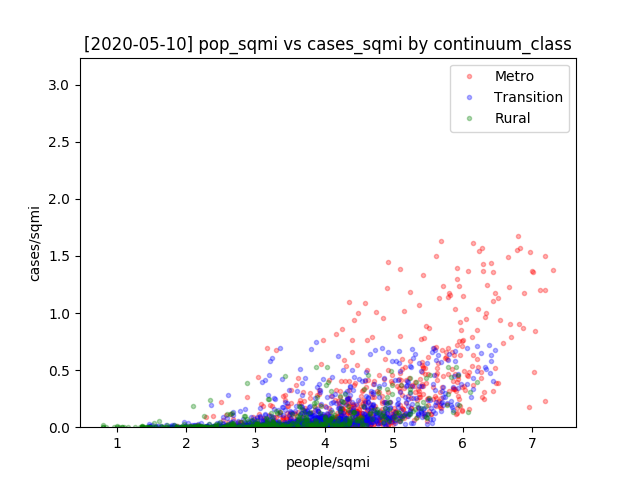 [2020-05-10] pop_sqmi vs cases_sqmi by continuum_class
Metro
Transition
Rural
3.0
2.5
2.0
1.5
1.0
0.5
0.0
cases/sqmi
1 2 3 4 5 6 7
people/sqmi